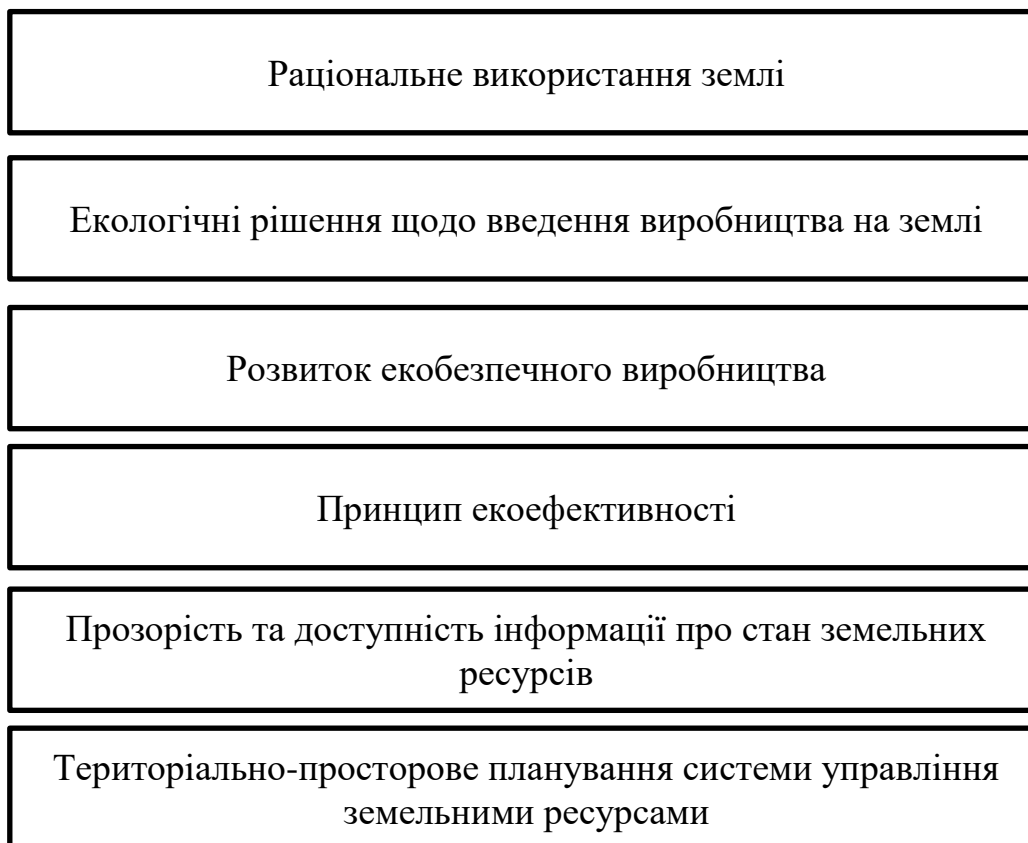 Раціональне використання землі
Екологічні рішення щодо введення виробництва на землі
Розвиток екобезпечного виробництва
Принцип екоефективності
Прозорість та доступність інформації про стан земельних
ресурсів
Територіально-просторове планування системи управління
земельними ресурсами